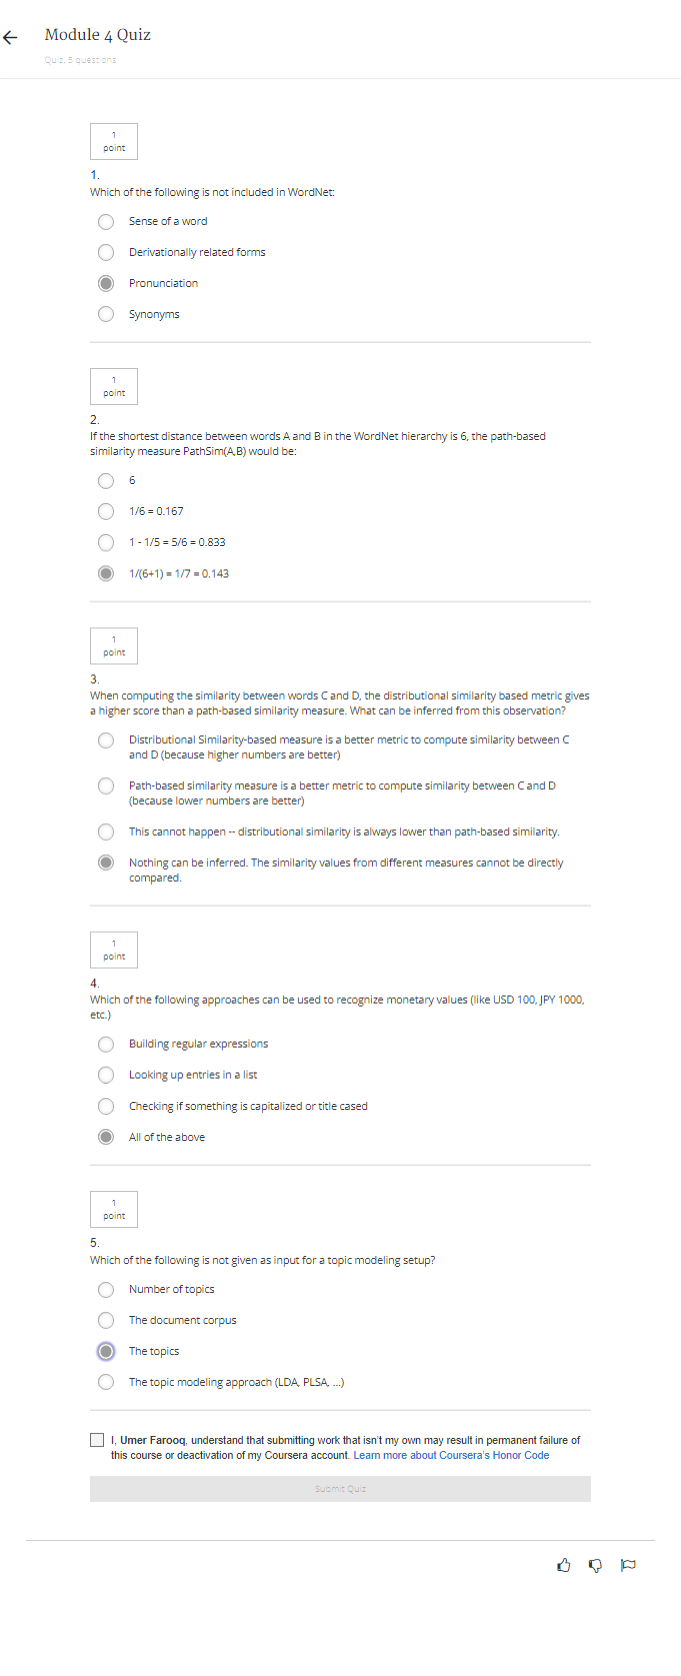 Module 4 Quiz
Quiz, 5 questions
1
point
1.
Which of the following is not included in WordNet:
Sense of a word
Derivationally related forms
Pronunciation
Synonyms
1
point
2.
If the shortest distance between words A and B in the WordNet hierarchy is 6, the path-based
similarity measure PathSim(A,B) would be:
6
1/6 = 0.167
1 - 1/5 = 5/6 = 0.833
1/(6+1) = 1/7 = 0.143
1
point
3.
When computing the similarity between words C and D, the distributional similarity based metric gives
a higher score than a path-based similarity measure. What can be inferred from this observation?
Distributional Similarity-based measure is a better metric to compute similarity between C
and D (because higher numbers are better)
Path-based similarity measure is a better metric to compute similarity between C and D
(because lower numbers are better)
This cannot happen -- distributional similarity is always lower than path-based similarity.
Nothing can be inferred. The similarity values from different measures cannot be directly
compared.
1
point
4.
Which of the following approaches can be used to recognize monetary values (like USD 100, JPY 1000,
etc.)
Building regular expressions
Looking up entries in a list
Checking if something is capitalized or title cased
All of the above
1
point
5.
Which of the following is not given as input for a topic modeling setup?
Number of topics
The document corpus
The topics
The topic modeling approach (LDA, PLSA, ...)
I, Umer Farooq, understand that submitting work that isn't my own may result in permanent failure of
this course or deactivation of my Coursera account. Learn more about Coursera's Honor Code
Submit Quiz